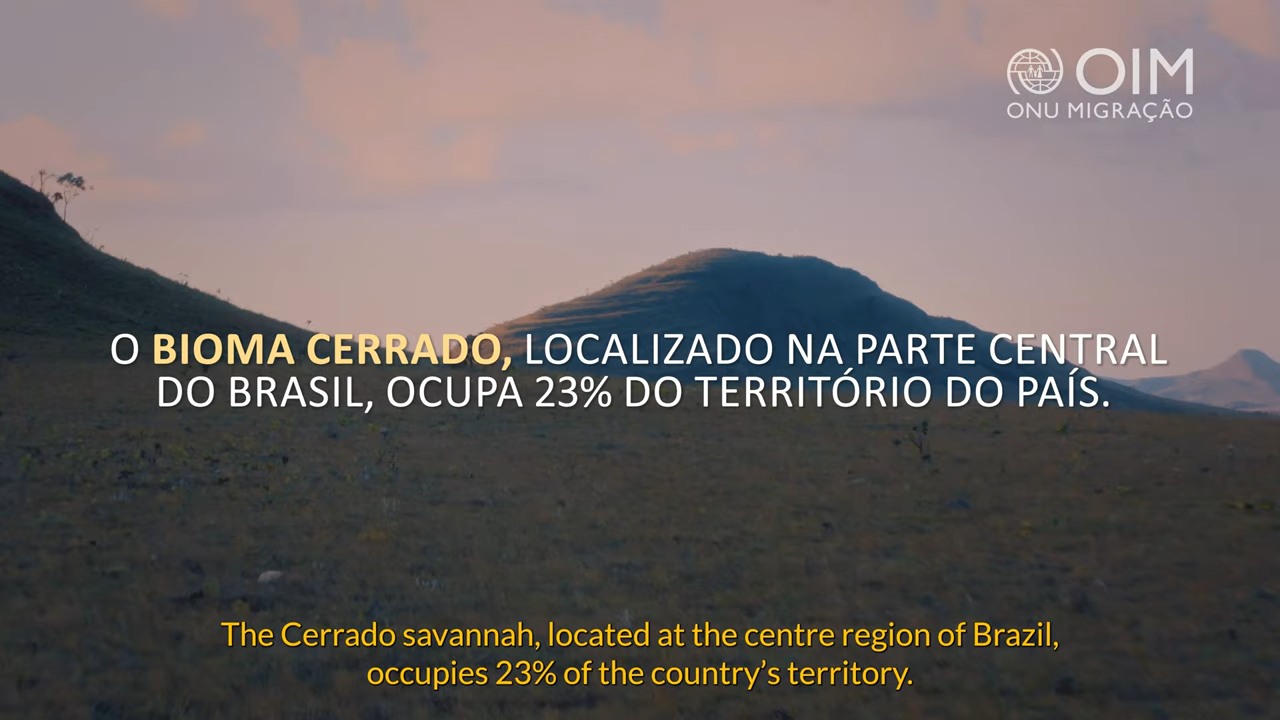 OIM
ONU MIGRAÇÃO
O BIOMA CERRADO, LOCALIZADO NA PARTE CENTRAL
DO BRASIL, OCUPA 23% DO TERRITÓRIO DO PAÍS.
The Cerrado savannah, located at the centre region of Brazil,
occupies 23% of the country’s territory.